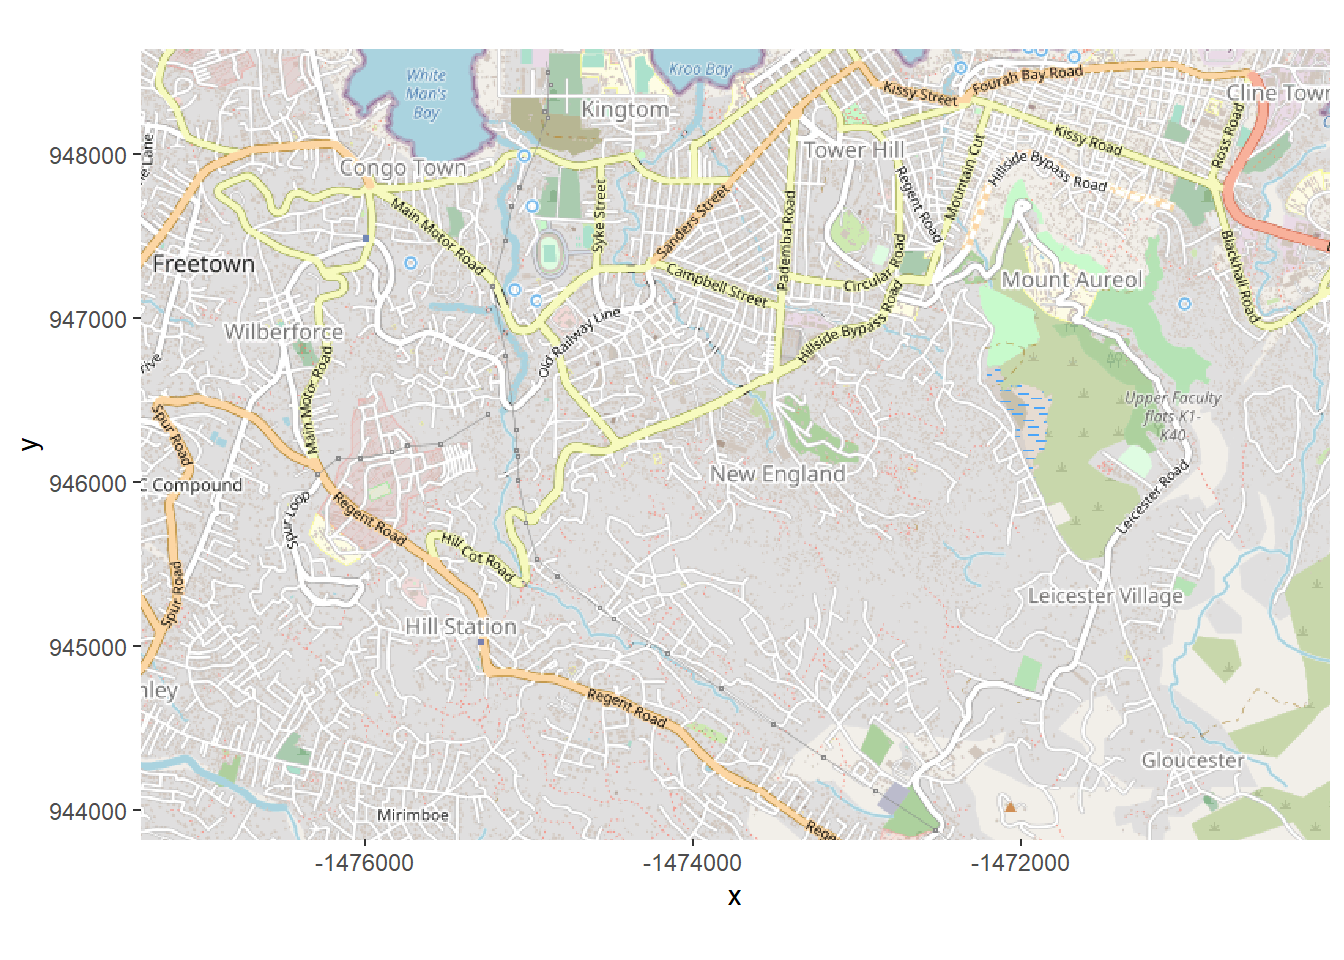 White
Man's
Bay
Kroo Bay
Kingtom
Kissy Street
Fourah Bay Road
Cline Town
Kissy Road
Ross Road
Tower Hill
Congo Town
Hillside Bypass Road
Mountain Cut
Regent Road
Main Motor Road
Syke Street
Sanders Street
Pademba Road
Freetown
Campbell Street
Circular Road
Mount Aureol
Blackhall Road
Wilberforce
Old Railway Line
Hillside Bypass Road
Main Motor Road
Upper Faculty
flats K1-
K40
Spur Road
New England
Compound
Leicester Road
Spur Loop
Regent Road
Hill Cot Road
Spur Road
Leicester Village
Hill Station
Regent Road
Gloucester
Mirimboe
948000
947000
946000
945000
944000
-1476000
-1474000
-1472000
x
y